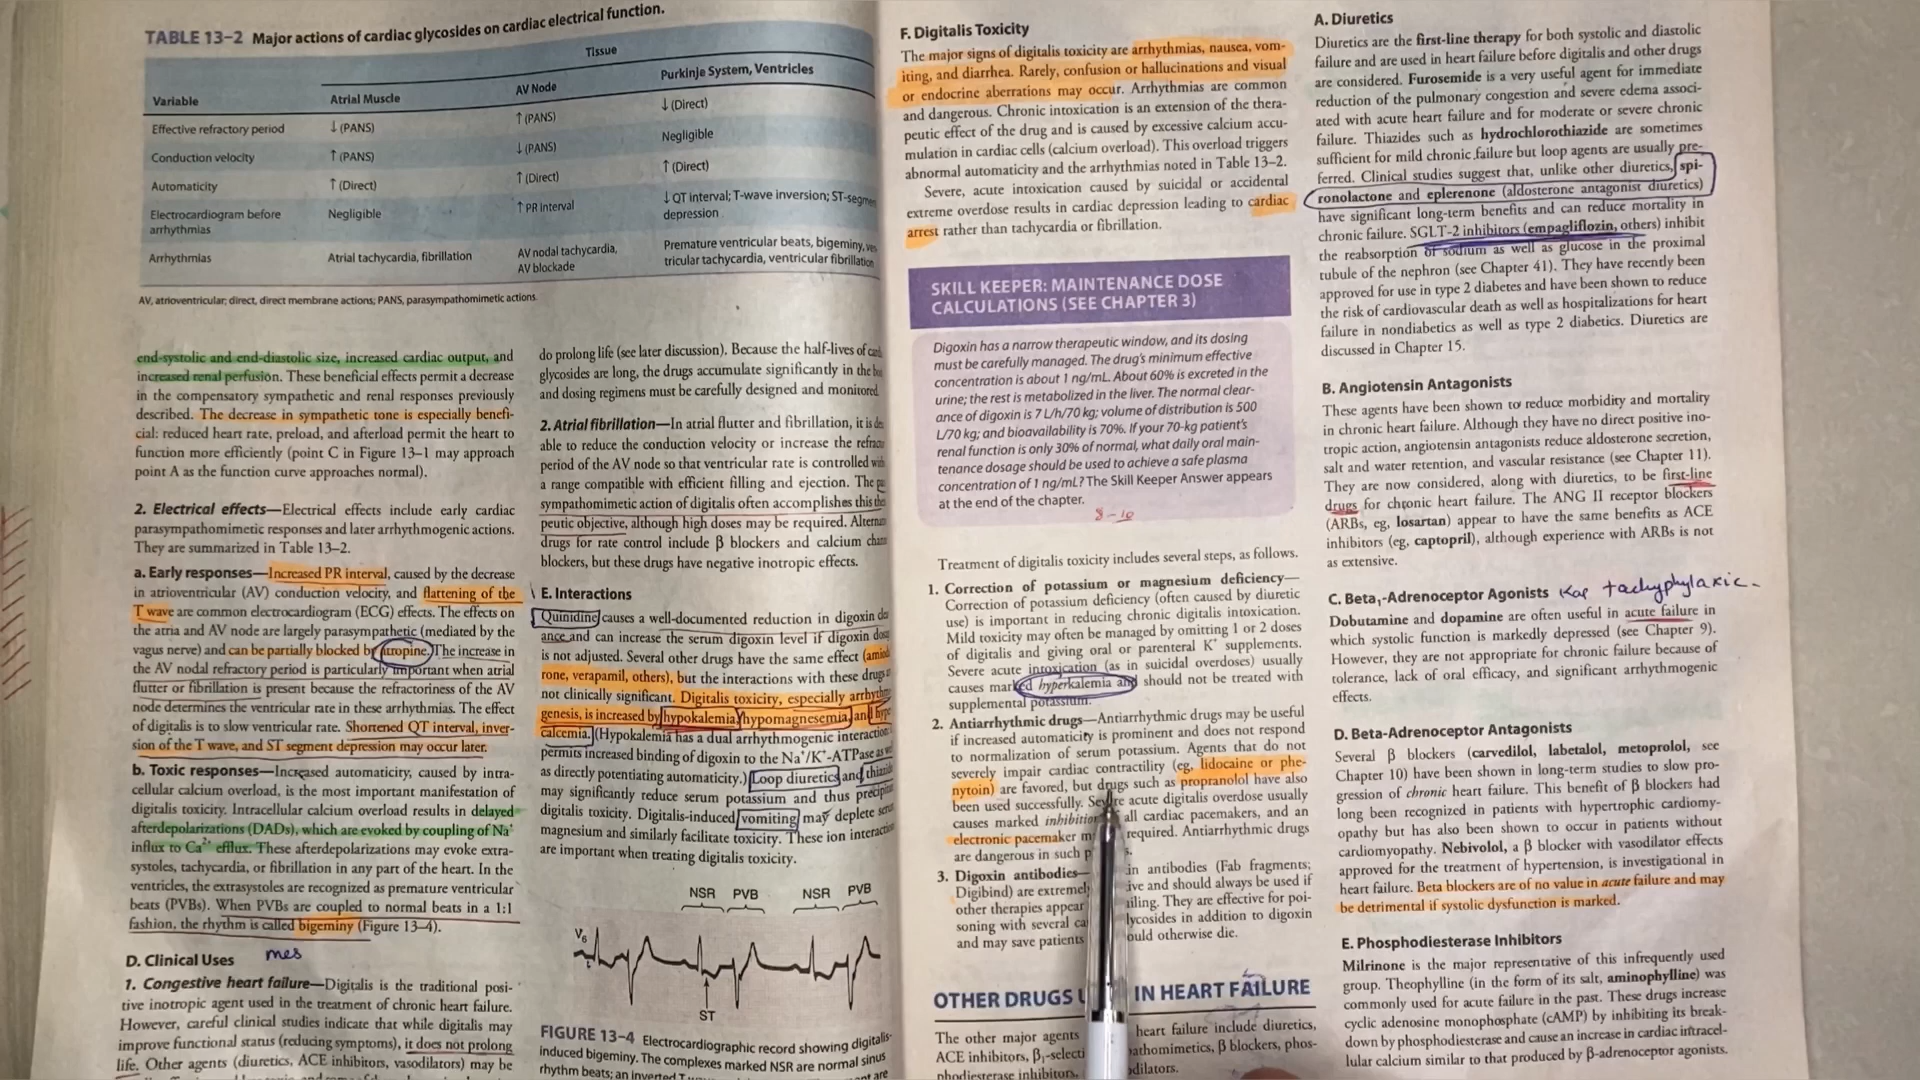 TABLE 13–2 Major actions of cardiac glycosides on cardiac electrical function.
Tissue
Variable Atrial Muscle AV Node Purkinje System, Ventricles
Effective refractory period ↓ (PANS) ↑ (PANS) ↓ (Direct)
Conduction velocity ↑ (PANS) ↓ (PANS) Negligible
Automaticity ↑ (Direct) ↑ (Direct) ↑ (Direct)
Electrocardiogram before Negligible ↑ PR interval ↓ QT interval; T-wave inversion; ST-segment
arrhythmias depression
Arrhythmias Atrial tachycardia, fibrillation AV nodal tachycardia, Premature ventricular beats, bigeminy, ven
AV blockade tricular tachycardia, ventricular fibrillation
AV, atrioventricular; direct, direct membrane actions; PANS, parasympathomimetic actions.
end-systolic and end-diastolic size, increased cardiac output, and
increased renal perfusion. These beneficial effects permit a decrease
in the compensatory sympathetic and renal responses previously
described. The decrease in sympathetic tone is especially benefi-
cial: reduced heart rate, preload, and afterload permit the heart to
function more efficiently (point C in Figure 13–1 may approach
point A as the function curve approaches normal).
2. Electrical effects—Electrical effects include early cardiac
parasympathomimetic responses and later arrhythmogenic actions.
They are summarized in Table 13–2.
a. Early responses—Increased PR interval, caused by the decrease
in atrioventricular (AV) conduction velocity, and flattening of the
T wave are common electrocardiogram (ECG) effects. The effects on
the atria and AV node are largely parasympathetic (mediated by the
vagus nerve) and can be partially blocked by atropine. The increase in
the AV nodal refractory period is particularly important when atrial
flutter or fibrillation is present because the refractoriness of the AV
node determines the ventricular rate in these arrhythmias. The effect
of digitalis is to slow ventricular rate. Shortened QT interval, inver-
sion of the T wave, and ST segment depression may occur later.
b. Toxic responses—Increased automaticity, caused by intra-
cellular calcium overload, is the most important manifestation of
digitalis toxicity. Intracellular calcium overload results in delayed
afterdepolarizations (DADs), which are evoked by coupling of Na+
influx to Ca2+ efflux. These afterdepolarizations may evoke extra-
systoles, tachycardia, or fibrillation in any part of the heart. In the
ventricles, the extrasystoles are recognized as premature ventricular
beats (PVBs). When PVBs are coupled to normal beats in a 1:1
fashion, the rhythm is called bigeminy (Figure 13–4).
D. Clinical Uses mes
1. Congestive heart failure—Digitalis is the traditional posi-
tive inotropic agent used in the treatment of chronic heart failure.
However, careful clinical studies indicate that while digitalis may
improve functional status (reducing symptoms), it does not prolong
life. Other agents (diuretics, ACE inhibitors, vasodilators) may be
do prolong life (see later discussion). Because the half-lives of
glycosides are long, the drugs accumulate significantly in the
and dosing regimens must be carefully designed and monitored
2. Atrial fibrillation—In atrial flutter and fibrillation, it is
able to reduce the conduction velocity or increase the
period of the AV node so that ventricular rate is controlled
a range compatible with efficient filling and ejection. The
sympathomimetic action of digitalis often accomplishes this
peutic objective, although high doses may be required.
drugs for rate control include β blockers and calcium
blockers, but these drugs have negative inotropic effects.
E. Interactions
Quinidine causes a well-documented reduction in digoxin
ance and can increase the serum digoxin level if digoxin
is not adjusted. Several other drugs have the same effect
rone, verapamil, others), but the interactions with these drugs
not clinically significant. Digitalis toxicity, especially arrhyth
genesis, is increased by hypokalemia, hypomagnesemia, and
calcemia. (Hypokalemia has a dual arrhythmogenic interaction
permits increased binding of digoxin to the Na+/K+-ATPase as
as directly potentiating automaticity.) Loop diuretics and
may significantly reduce serum potassium and thus
digitalis toxicity. Digitalis-induced vomiting may deplete
magnesium and similarly facilitate toxicity. These ion
are important when treating digitalis toxicity.
NSR PVB NSR PVB
V6
ST
FIGURE 13–4 Electrocardiographic record showing digitalis-
induced bigeminy. The complexes marked NSR are normal sinus
rhythm beats; an inverted T
F. Digitalis Toxicity
The major signs of digitalis toxicity are arrhythmias, nausea, vom-
iting, and diarrhea. Rarely, confusion or hallucinations and visual
or endocrine aberrations may occur. Arrhythmias are common
and dangerous. Chronic intoxication is an extension of the thera-
peutic effect of the drug and is caused by excessive calcium accu-
mulation in cardiac cells (calcium overload). This overload triggers
abnormal automaticity and the arrhythmias noted in Table 13–2.
Severe, acute intoxication caused by suicidal or accidental
extreme overdose results in cardiac depression leading to cardiac
arrest rather than tachycardia or fibrillation.
SKILL KEEPER: MAINTENANCE DOSE
CALCULATIONS (SEE CHAPTER 3)
Digoxin has a narrow therapeutic window, and its dosing
must be carefully managed. The drug's minimum effective
concentration is about 1 ng/mL. About 60% is excreted in the
urine; the rest is metabolized in the liver. The normal clear-
ance of digoxin is 7 L/h/70 kg; volume of distribution is 500
L/70 kg; and bioavailability is 70%. If your 70-kg patient's
renal function is only 30% of normal, what daily oral main-
tenance dosage should be used to achieve a safe plasma
concentration of 1 ng/mL? The Skill Keeper Answer appears
at the end of the chapter.
8-10
Treatment of digitalis toxicity includes several steps, as follows.
1. Correction of potassium or magnesium deficiency—
Correction of potassium deficiency (often caused by diuretic
use) is important in reducing chronic digitalis intoxication.
Mild toxicity may often be managed by omitting 1 or 2 doses
of digitalis and giving oral or parenteral K+ supplements.
Severe acute intoxication (as in suicidal overdoses) usually
causes marked hyperkalemia and should not be treated with
supplemental potassium.
2. Antiarrhythmic drugs—Antiarrhythmic drugs may be useful
if increased automaticity is prominent and does not respond
to normalization of serum potassium. Agents that do not
severely impair cardiac contractility (eg, lidocaine or phe-
nytoin) are favored, but drugs such as propranolol have also
been used successfully. Severe acute digitalis overdose usually
causes marked inhibition all cardiac pacemakers, and an
electronic pacemaker m required. Antiarrhythmic drugs
are dangerous in such p s.
3. Digoxin antibodies— in antibodies (Fab fragments;
Digibind) are extremel ive and should always be used if
other therapies appear iling. They are effective for poi-
soning with several ca lycosides in addition to digoxin
and may save patients ould otherwise die.
OTHER DRUGS U IN HEART FAILURE
The other major agents heart failure include diuretics,
ACE inhibitors, β1-selecti pathomimetics, β blockers, phos-
phodiesterase inhibitors, dilators.
A. Diuretics
Diuretics are the first-line therapy for both systolic and diastolic
failure and are used in heart failure before digitalis and other drugs
are considered. Furosemide is a very useful agent for immediate
reduction of the pulmonary congestion and severe edema associ-
ated with acute heart failure and for moderate or severe chronic
failure. Thiazides such as hydrochlorothiazide are sometimes
sufficient for mild chronic failure but loop agents are usually pre-
ferred. Clinical studies suggest that, unlike other diuretics, spi-
ronolactone and eplerenone (aldosterone antagonist diuretics)
have significant long-term benefits and can reduce mortality in
chronic failure. SGLT-2 inhibitors (empagliflozin, others) inhibit
the reabsorption of sodium as well as glucose in the proximal
tubule of the nephron (see Chapter 41). They have recently been
approved for use in type 2 diabetes and have been shown to reduce
the risk of cardiovascular death as well as hospitalizations for heart
failure in nondiabetics as well as type 2 diabetics. Diuretics are
discussed in Chapter 15.
B. Angiotensin Antagonists
These agents have been shown to reduce morbidity and mortality
in chronic heart failure. Although they have no direct positive ino-
tropic action, angiotensin antagonists reduce aldosterone secretion,
salt and water retention, and vascular resistance (see Chapter 11).
They are now considered, along with diuretics, to be first-line
drugs for chronic heart failure. The ANG II receptor blockers
(ARBs, eg, losartan) appear to have the same benefits as ACE
inhibitors (eg, captopril), although experience with ARBs is not
as extensive.
C. Beta1-Adrenoceptor Agonists tachyphylaxic
Dobutamine and dopamine are often useful in acute failure in
which systolic function is markedly depressed (see Chapter 9).
However, they are not appropriate for chronic failure because of
tolerance, lack of oral efficacy, and significant arrhythmogenic
effects.
D. Beta-Adrenoceptor Antagonists
Several β blockers (carvedilol, labetalol, metoprolol, see
Chapter 10) have been shown in long-term studies to slow pro-
gression of chronic heart failure. This benefit of β blockers had
long been recognized in patients with hypertrophic cardiomy-
opathy but has also been shown to occur in patients without
cardiomyopathy. Nebivolol, a β blocker with vasodilator effects
approved for the treatment of hypertension, is investigational in
heart failure. Beta blockers are of no value in acute failure and may
be detrimental if systolic dysfunction is marked.
E. Phosphodiesterase Inhibitors
Milrinone is the major representative of this infrequently used
group. Theophylline (in the form of its salt, aminophylline) was
commonly used for acute failure in the past. These drugs increase
cyclic adenosine monophosphate (cAMP) by inhibiting its break-
down by phosphodiesterase and cause an increase in cardiac intracel-
lular calcium similar to that produced by β-adrenoceptor agonists.